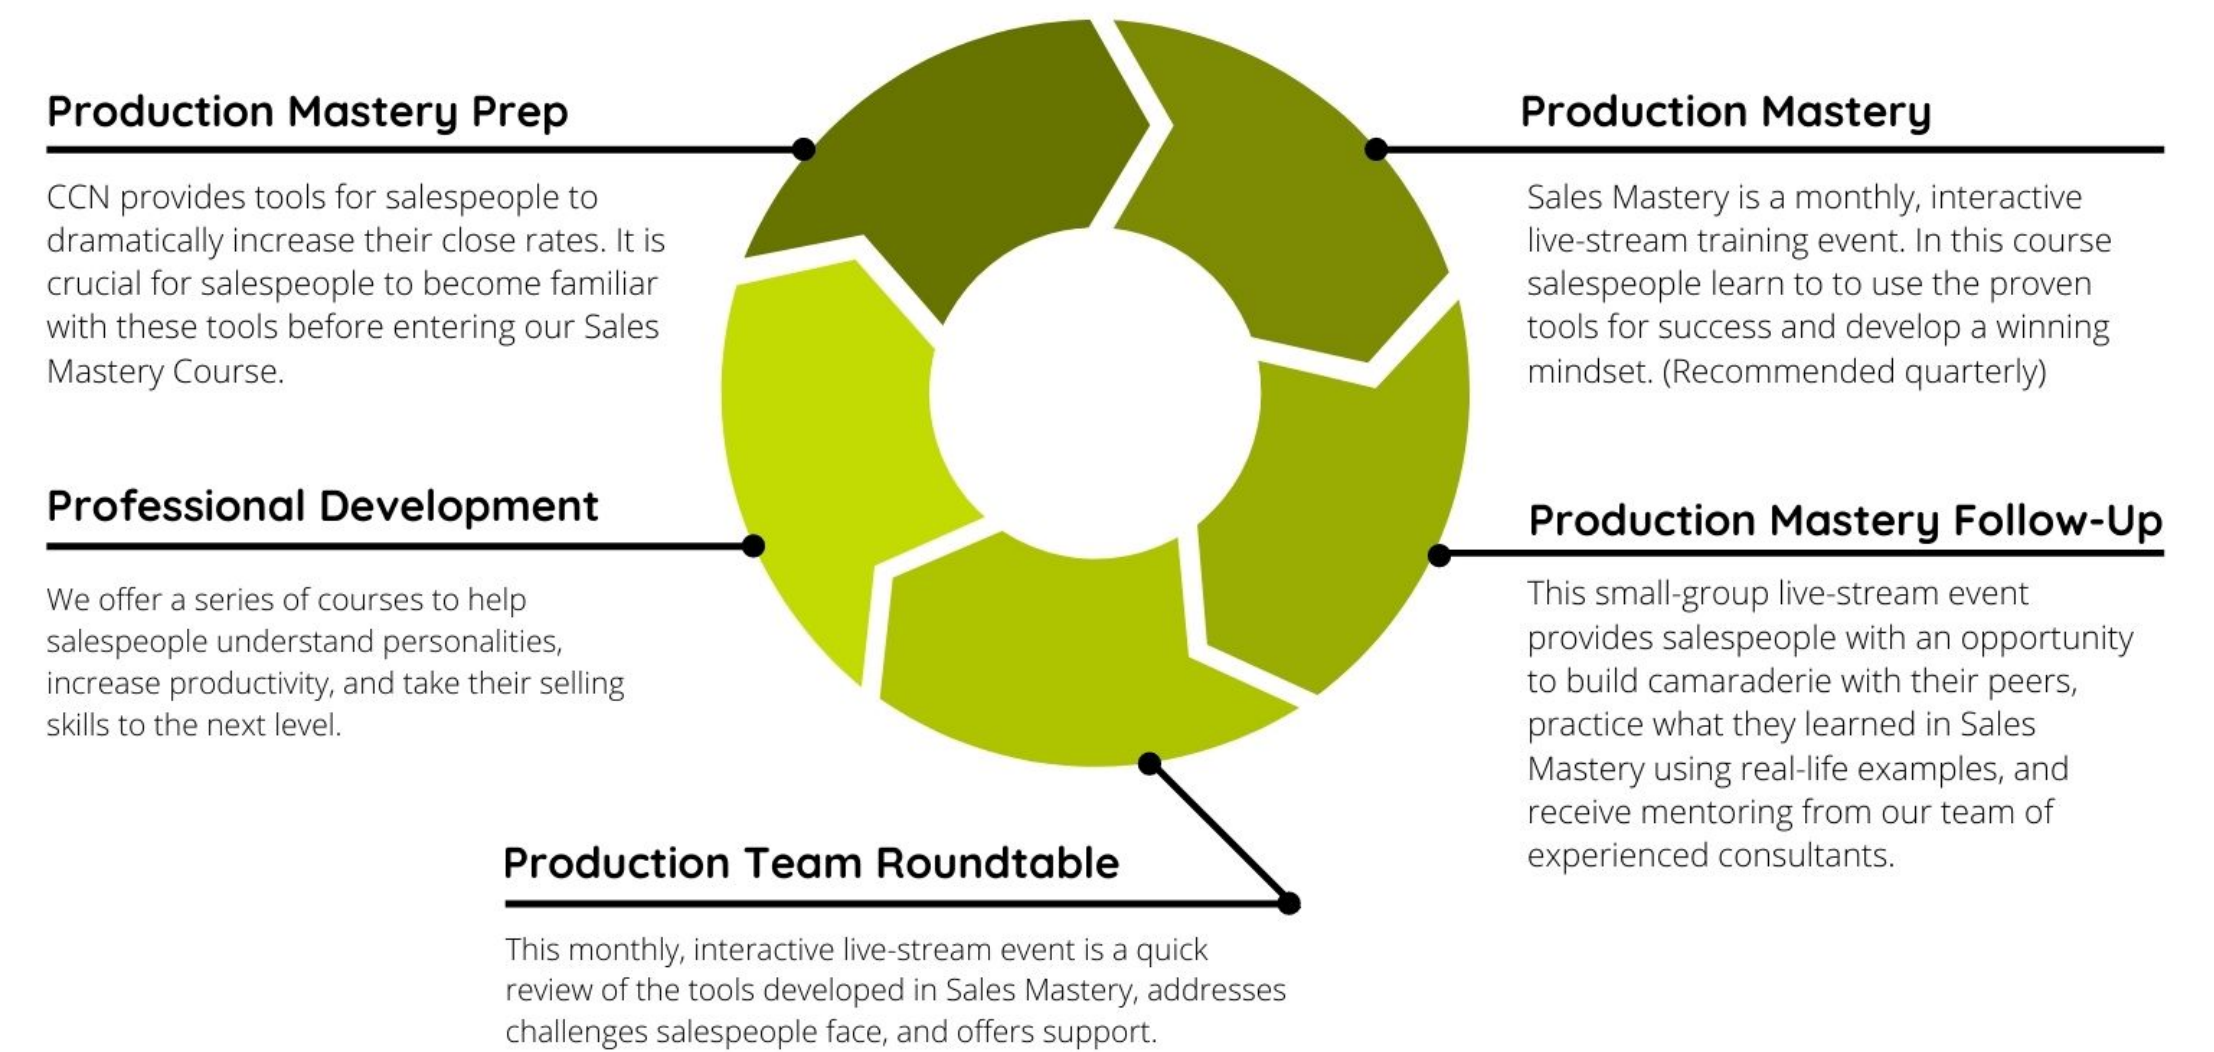 Production Mastery Prep
CCN provides tools for salespeople to
dramatically increase their close rates. It is
crucial for salespeople to become familiar
with these tools before entering our Sales
Mastery Course.
Production Mastery
Sales Mastery is a monthly, interactive
live-stream training event. In this course
salespeople learn to to use the proven
tools for success and develop a winning
mindset. (Recommended quarterly)
Professional Development
We offer a series of courses to help
salespeople understand personalities,
increase productivity, and take their selling
skills to the next level.
Production Mastery Follow-Up
This small-group live-stream event
provides salespeople with an opportunity
to build camaraderie with their peers,
practice what they learned in Sales
Mastery using real-life examples, and
receive mentoring from our team of
experienced consultants.
Production Team Roundtable
This monthly, interactive live-stream event is a quick
review of the tools developed in Sales Mastery, addresses
challenges salespeople face, and offers support.